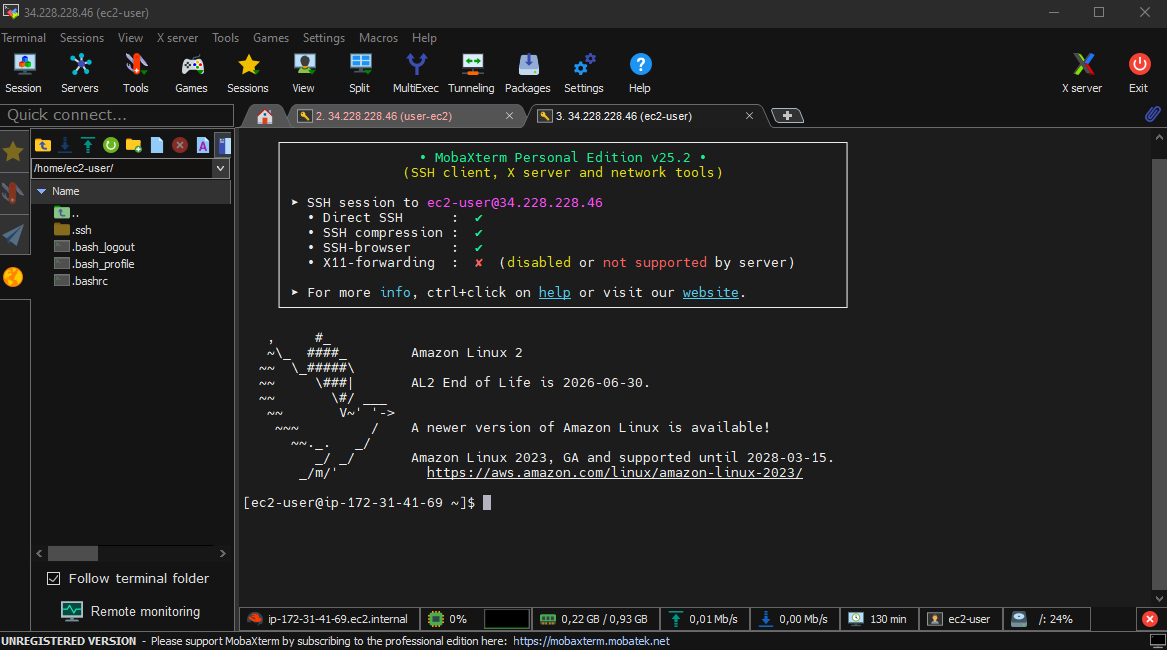 34.228.228.46 (ec2-user)
Terminal Sessions View X server Tools Games Settings Macros Help
Session Servers Tools Games Sessions View Split MultiExec Tunneling Packages Settings Help X server Exit
Quick connect...
2. 34.228.228.46 (user-ec2)
3. 34.228.228.46 (ec2-user)
/home/ec2-user/
Name
..
.ssh
.bash_logout
.bash_profile
.bashrc
• MobaXterm Personal Edition v25.2 •
(SSH client, X server and network tools)
➤ SSH session to ec2-user@34.228.228.46
• Direct SSH : ✔
• SSH compression : ✔
• SSH-browser : ✔
• X11-forwarding : ✘ (disabled or not supported by server)
➤ For more info, ctrl+click on help or visit our website.
   ,     #_
   ~\_  ####_        Amazon Linux 2
  ~~  \_#####\
  ~~     \###|       AL2 End of Life is 2026-06-30.
  ~~       \#/ ___
   ~~       V~' '->
    ~~~         /    A newer version of Amazon Linux is available!
      ~~._.   _/
         _/ _/       Amazon Linux 2023, GA and supported until 2028-03-15.
       _/m/'           https://aws.amazon.com/linux/amazon-linux-2023/
[ec2-user@ip-172-31-41-69 ~]$
Follow terminal folder
Remote monitoring
ip-172-31-41-69.ec2.internal 0% 0,22 GB / 0,93 GB 0,01 Mb/s 0,00 Mb/s 130 min ec2-user /: 24%
UNREGISTERED VERSION - Please support MobaXterm by subscribing to the professional edition here: https://mobaxterm.mobatek.net